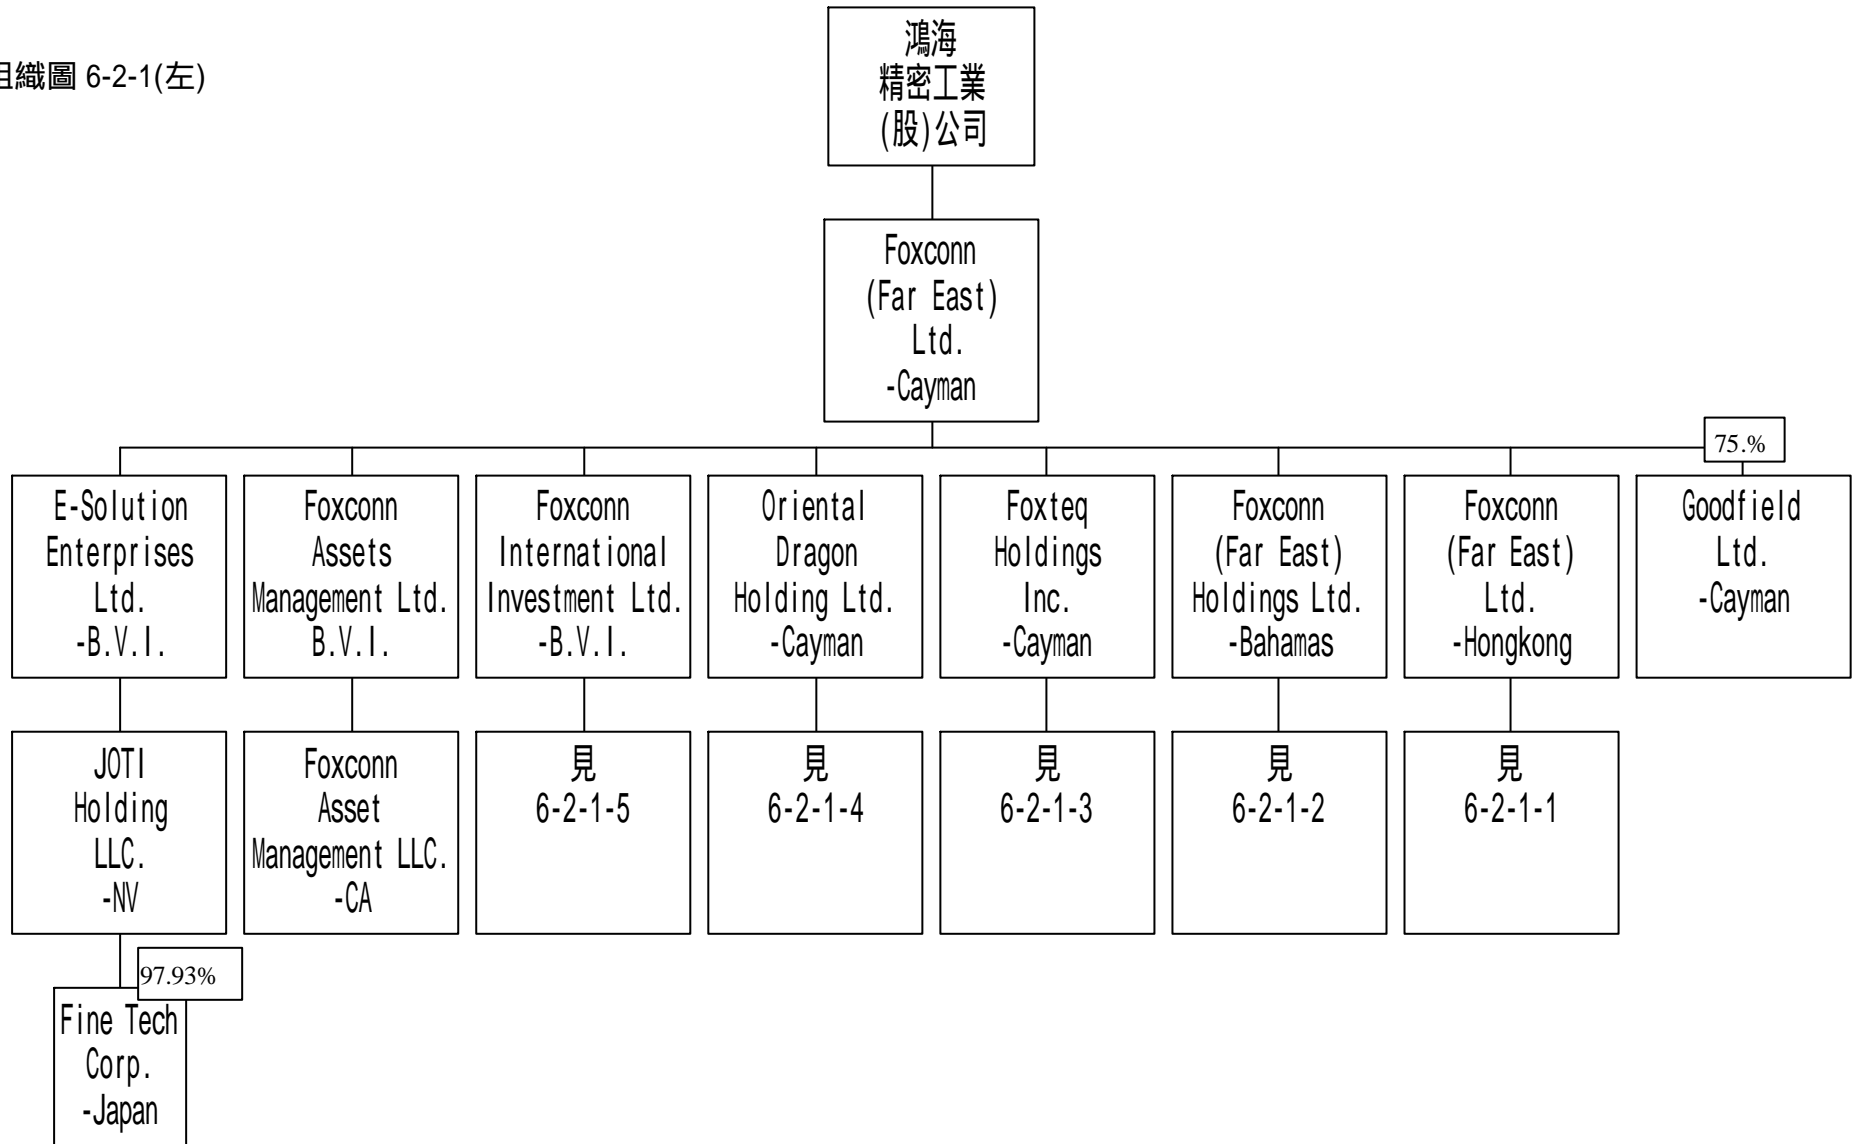 組織圖 6-2-1(左)
鴻海
精密工業
(股)公司
Foxconn
(Far East)
Ltd.
-Cayman
75.%
E-Solution
Enterprises
Ltd.
-B.V.I.
Foxconn
Assets
Management Ltd.
B.V.I.
Foxconn
International
Investment Ltd.
-B.V.I.
Oriental
Dragon
Holding Ltd.
-Cayman
Foxteq
Holdings
Inc.
-Cayman
Foxconn
(Far East)
Holdings Ltd.
-Bahamas
Foxconn
(Far East)
Ltd.
-Hongkong
Goodfield
Ltd.
-Cayman
JOTI
Holding
LLC.
-NV
Foxconn
Asset
Management LLC.
-CA
見
6-2-1-5
見
6-2-1-4
見
6-2-1-3
見
6-2-1-2
見
6-2-1-1
97.93%
Fine Tech
Corp.
-Japan